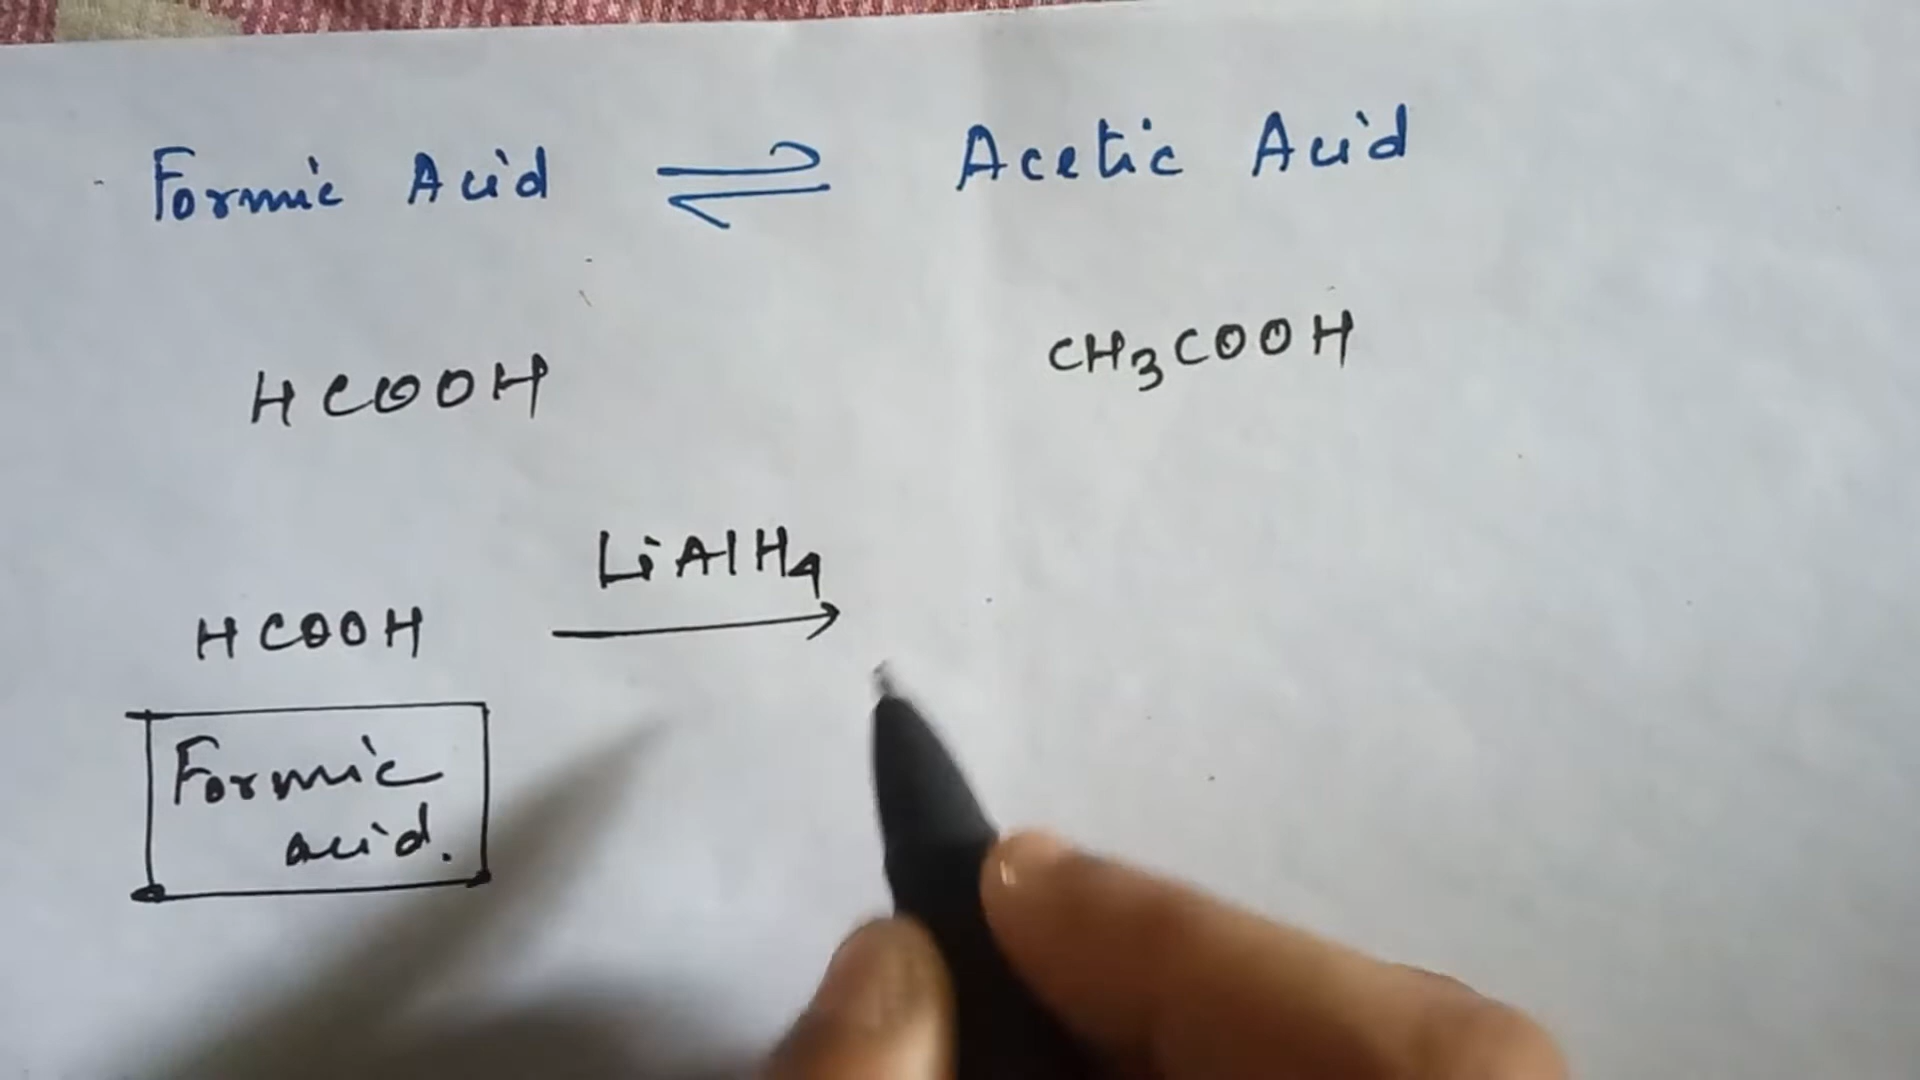 Formic Acid ⇌ Acetic Acid
HCOOH CH₃COOH
LiAlH₄
HCOOH →
Formic
acid.